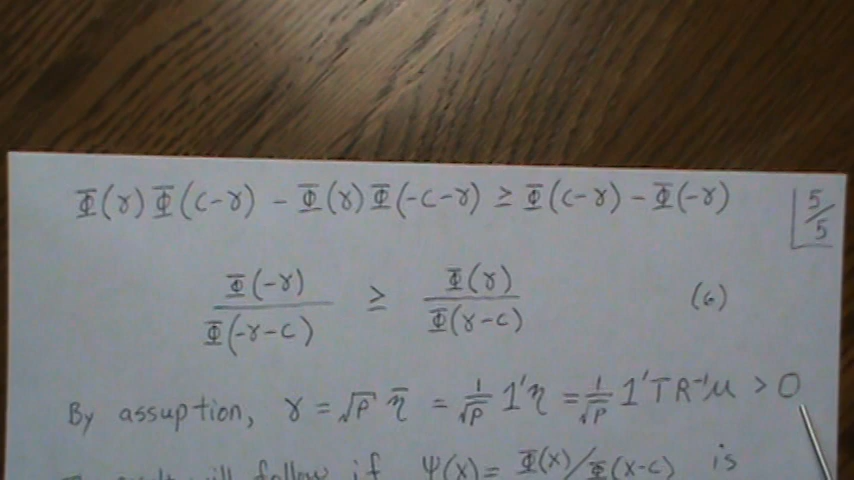 Φ(γ)Φ(c-γ) - Φ(γ)Φ(-c-γ) ≥ Φ(c-γ) - Φ(-γ)
5/5
Φ(-γ)/Φ(-γ-c) ≥ Φ(γ)/Φ(γ-c) (6)
By assuption, γ = √p η̄ = 1/√p 1'η = 1/√p 1'TR⁻¹μ > 0
will follow if Ψ(x) = Φ(x)/Φ(x-c) is